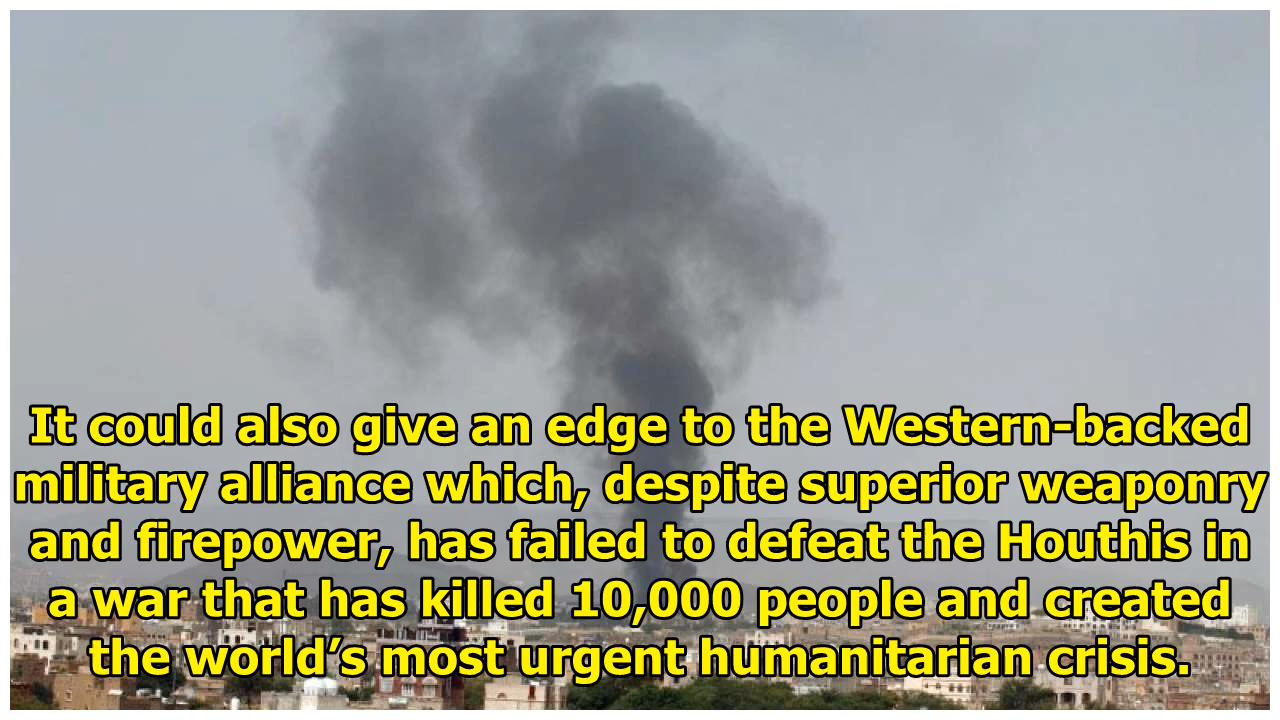 It could also give an edge to the Western-backed
military alliance which, despite superior weaponry
and firepower, has failed to defeat the Houthis in
a war that has killed 10,000 people and created
the world’s most urgent humanitarian crisis.